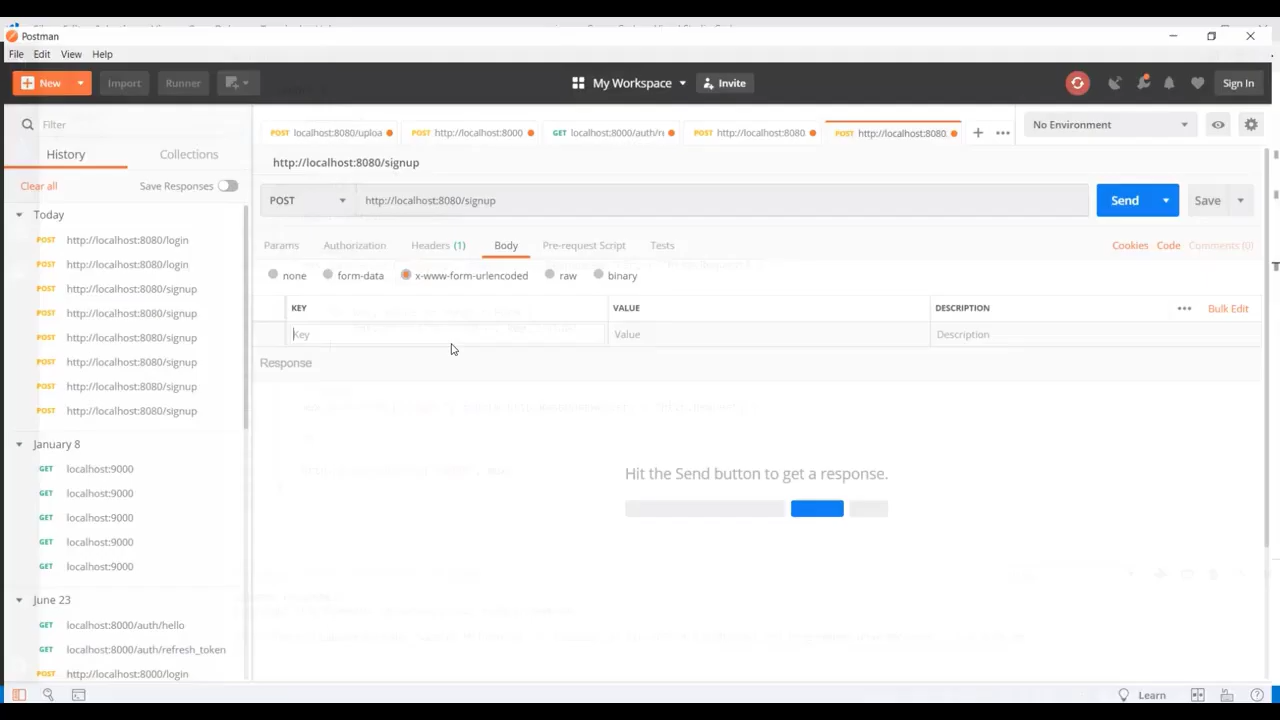 Postman
File Edit View Help
New Import Runner My Workspace Invite Sign In
Filter
History Collections
Clear all Save Responses
Today
POST http://localhost:8080/login
POST http://localhost:8080/login
POST http://localhost:8080/signup
POST http://localhost:8080/signup
POST http://localhost:8080/signup
POST http://localhost:8080/signup
POST http://localhost:8080/signup
POST http://localhost:8080/signup
January 8
GET localhost:9000
GET localhost:9000
GET localhost:9000
GET localhost:9000
GET localhost:9000
June 23
GET localhost:8000/auth/hello
GET localhost:8000/auth/refresh_token
POST http://localhost:8000/login
POST localhost:8080/uploa POST http://localhost:8000 GET localhost:8000/auth/re POST http://localhost:8080 POST http://localhost:8080. No Environment
http://localhost:8080/signup
POST http://localhost:8080/signup Send Save
Params Authorization Headers (1) Body Pre-request Script Tests Cookies Code Comments (0)
none form-data x-www-form-urlencoded raw binary
KEY VALUE DESCRIPTION Bulk Edit
Key Value Description
Response
Hit the Send button to get a response.
Learn